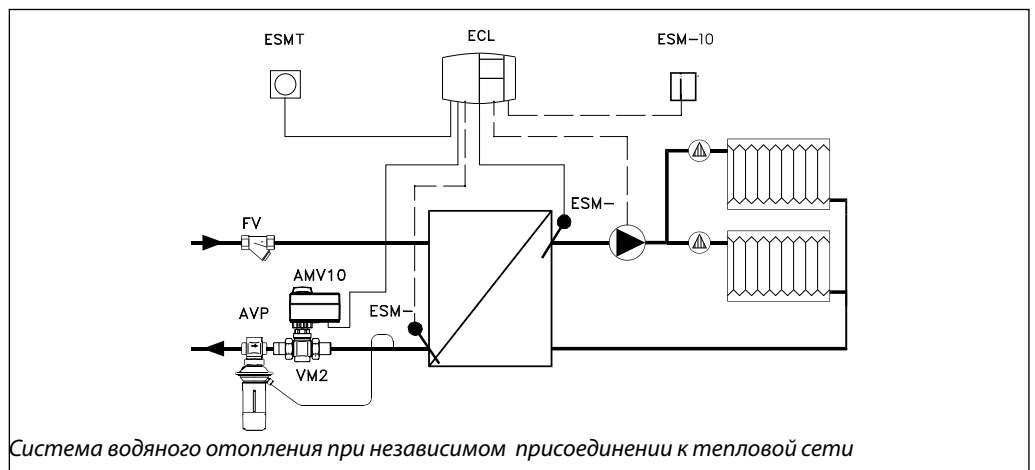 ESMT
ECL
ESM-10
ESM-
FV
AMV10
AVP
ESM-
VM2
Система водяного отопления при независимом присоединении к тепловой сети